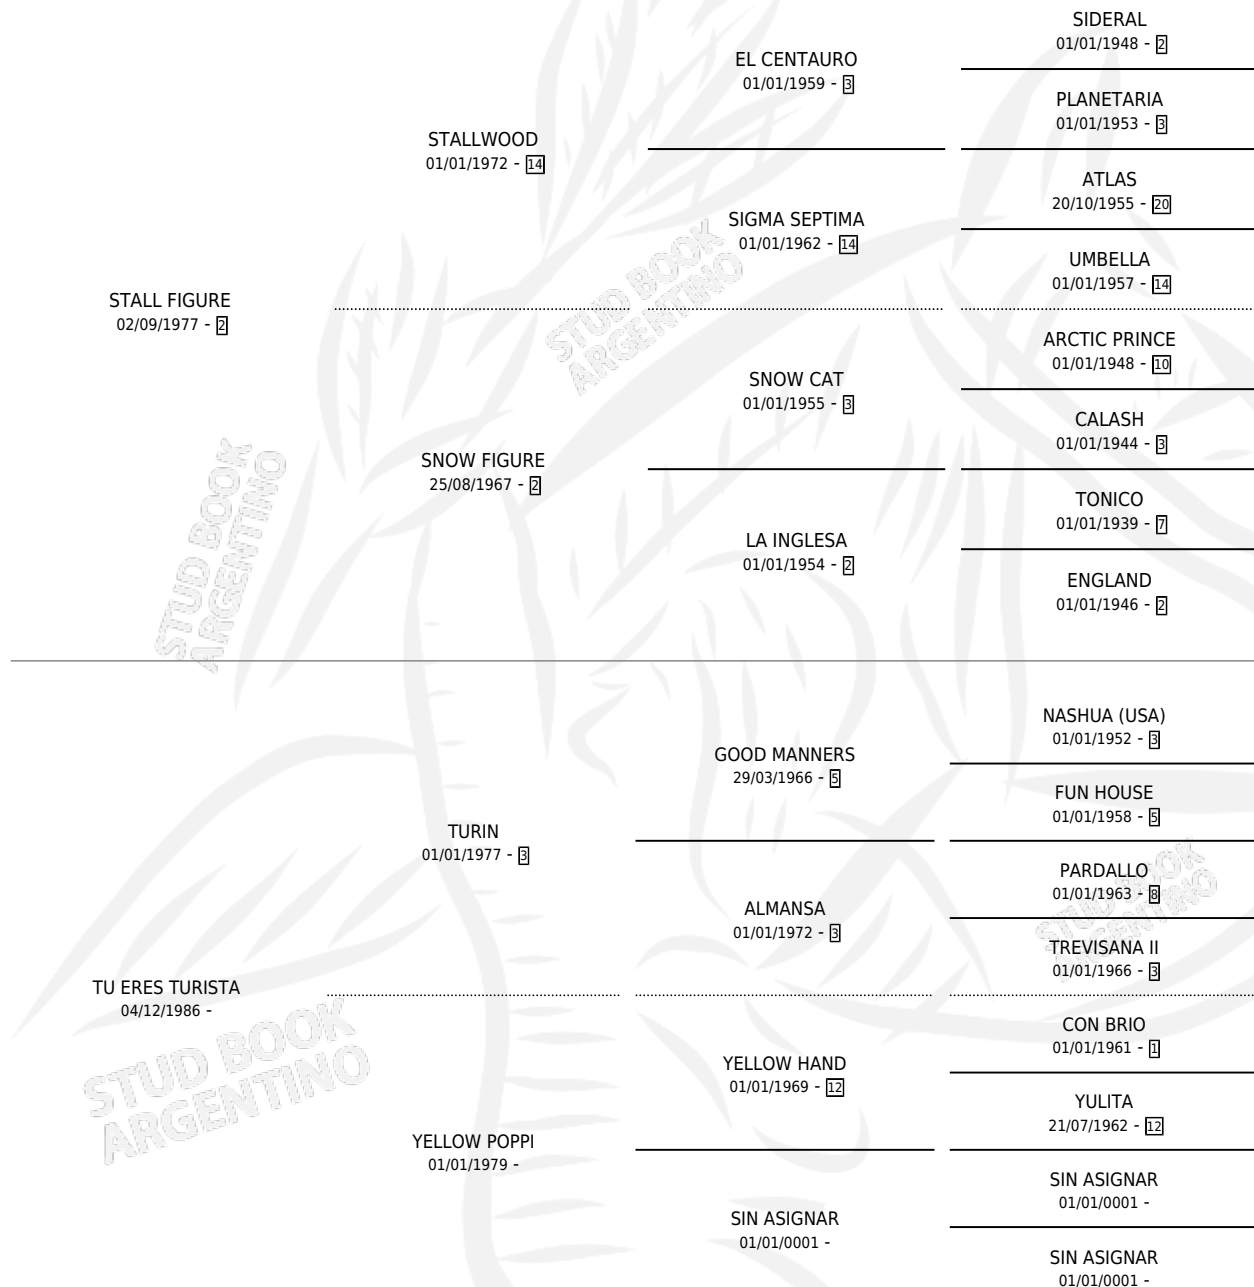 SIDERAL
01/01/1948 - 2
EL CENTAURO
01/01/1959 - 3
PLANETARIA
01/01/1953 - 3
STALLWOOD
01/01/1972 - 14
ATLAS
20/10/1955 - 20
SIGMA SEPTIMA
01/01/1962 - 14
UMBELLA
01/01/1957 - 14
STALL FIGURE
02/09/1977 - 2
ARCTIC PRINCE
01/01/1948 - 10
SNOW CAT
01/01/1955 - 3
CALASH
01/01/1944 - 3
SNOW FIGURE
25/08/1967 - 2
TONICO
01/01/1939 - 7
LA INGLESA
01/01/1954 - 2
ENGLAND
01/01/1946 - 2
NASHUA (USA)
01/01/1952 - 3
GOOD MANNERS
29/03/1966 - 5
FUN HOUSE
01/01/1958 - 5
TURIN
01/01/1977 - 3
PARDALLO
01/01/1963 - 8
ALMANSA
01/01/1972 - 3
TREVISANA II
01/01/1966 - 3
TU ERES TURISTA
04/12/1986 -
CON BRIO
01/01/1961 - 1
YELLOW HAND
01/01/1969 - 12
YULITA
21/07/1962 - 12
YELLOW POPPI
01/01/1979 -
SIN ASIGNAR
01/01/0001 -
SIN ASIGNAR
01/01/0001 -
SIN ASIGNAR
01/01/0001 -
STUD BOOK
ARGENTINO
STUD BOOK
ARGENTINO
STUD BOOK
ARGENTINO
STUD BOOK
ARGENTINO